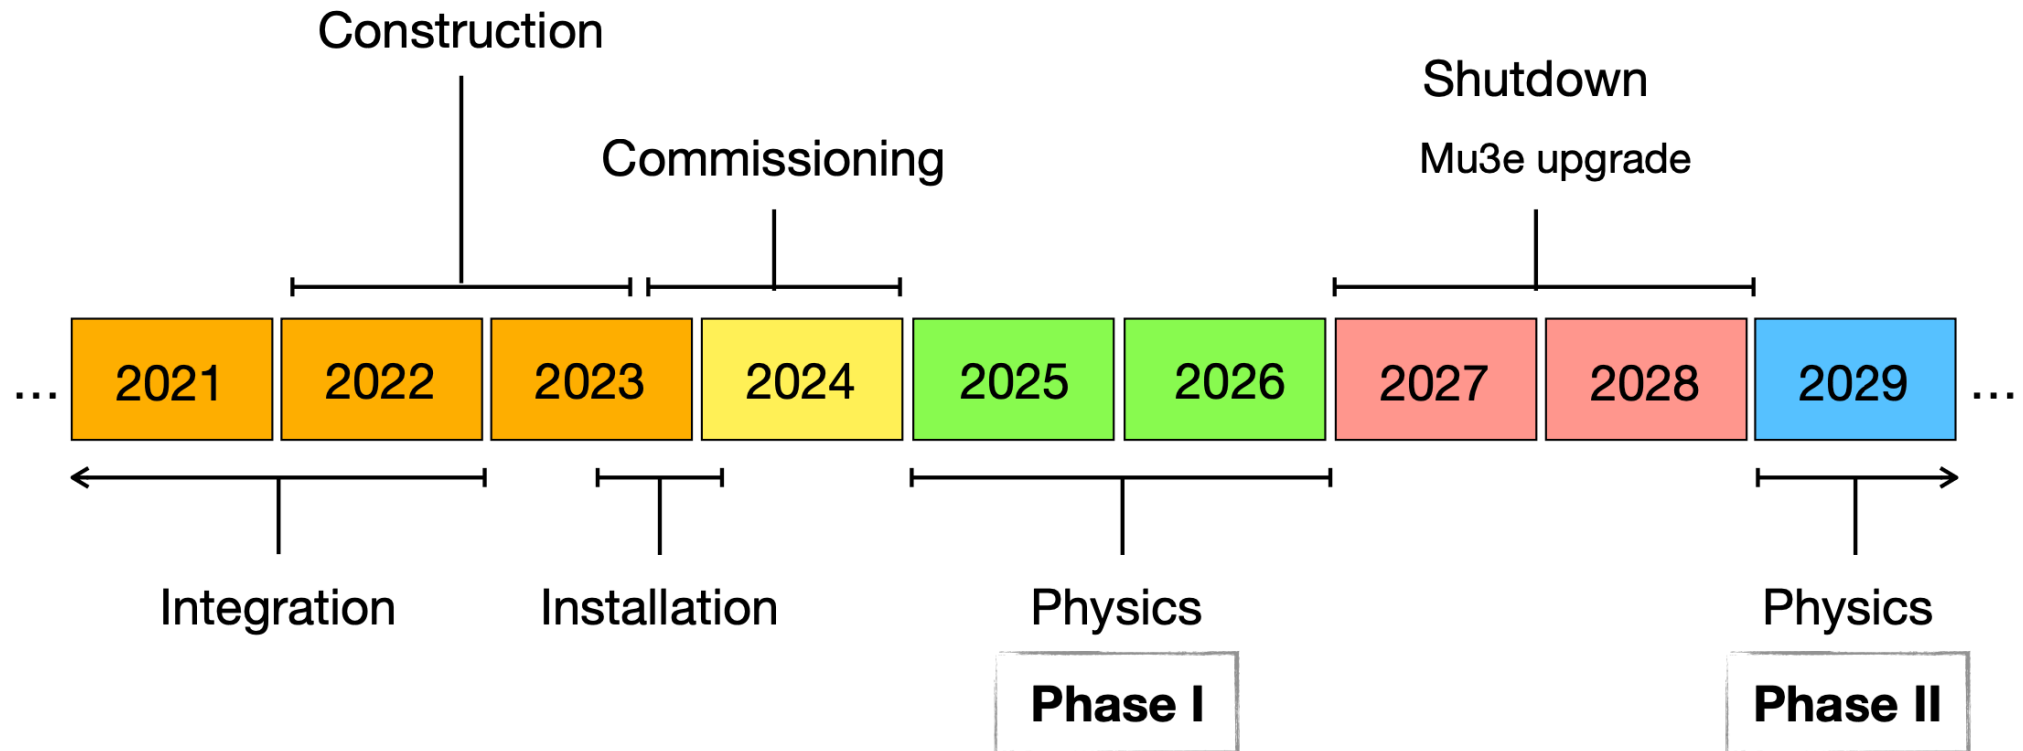 Construction
Shutdown
Commissioning
Mu3e upgrade
... 2021 2022 2023 2024 2025 2026 2027 2028 2029 ...
Integration
Installation
Physics
Physics
Phase I
Phase II